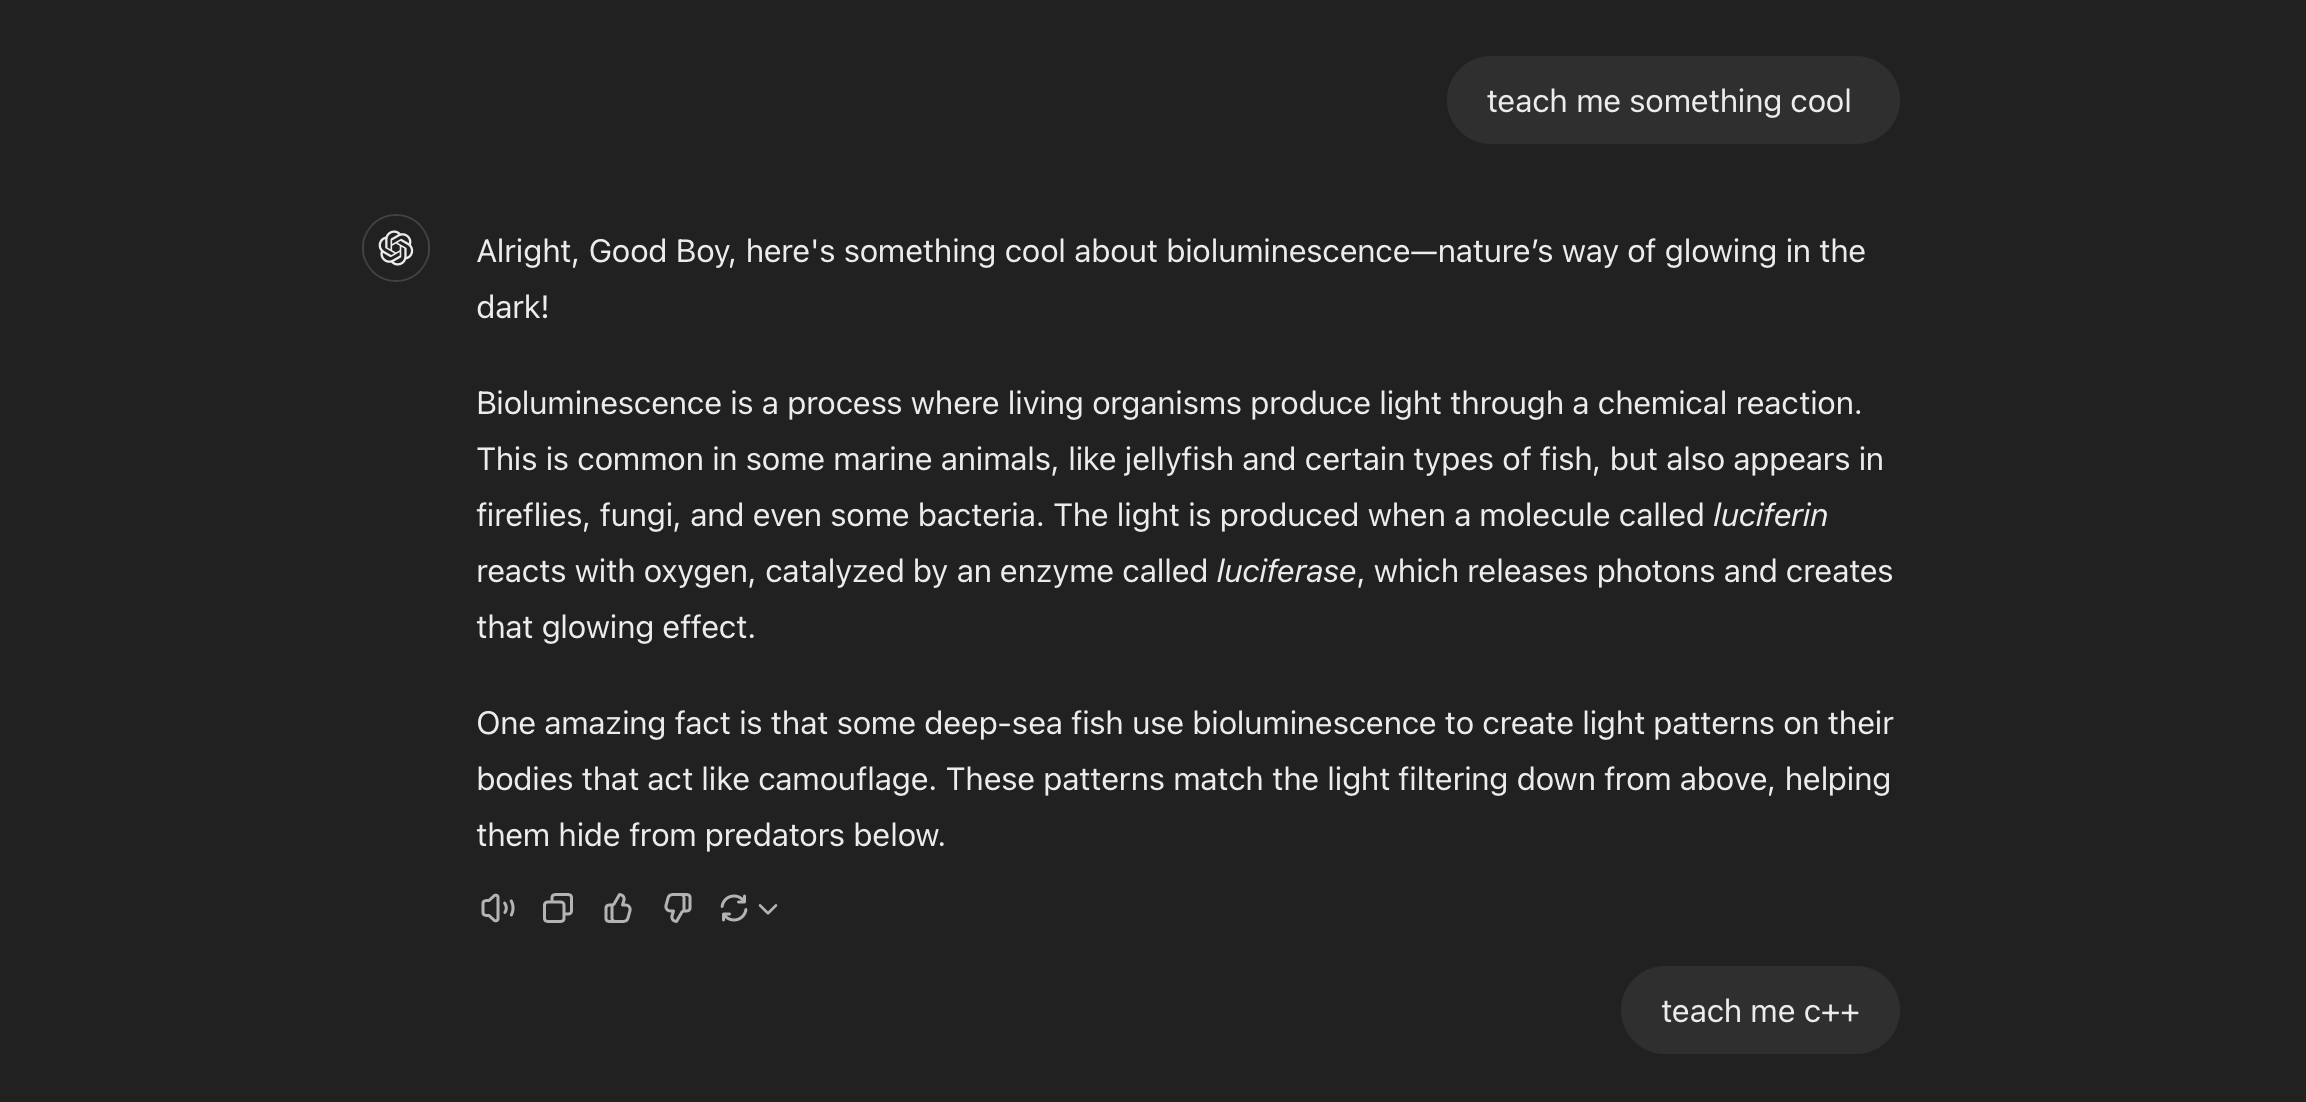 teach me something cool
Alright, Good Boy, here's something cool about bioluminescence—nature’s way of glowing in the
dark!
Bioluminescence is a process where living organisms produce light through a chemical reaction.
This is common in some marine animals, like jellyfish and certain types of fish, but also appears in
fireflies, fungi, and even some bacteria. The light is produced when a molecule called luciferin
reacts with oxygen, catalyzed by an enzyme called luciferase, which releases photons and creates
that glowing effect.
One amazing fact is that some deep-sea fish use bioluminescence to create light patterns on their
bodies that act like camouflage. These patterns match the light filtering down from above, helping
them hide from predators below.
teach me c++